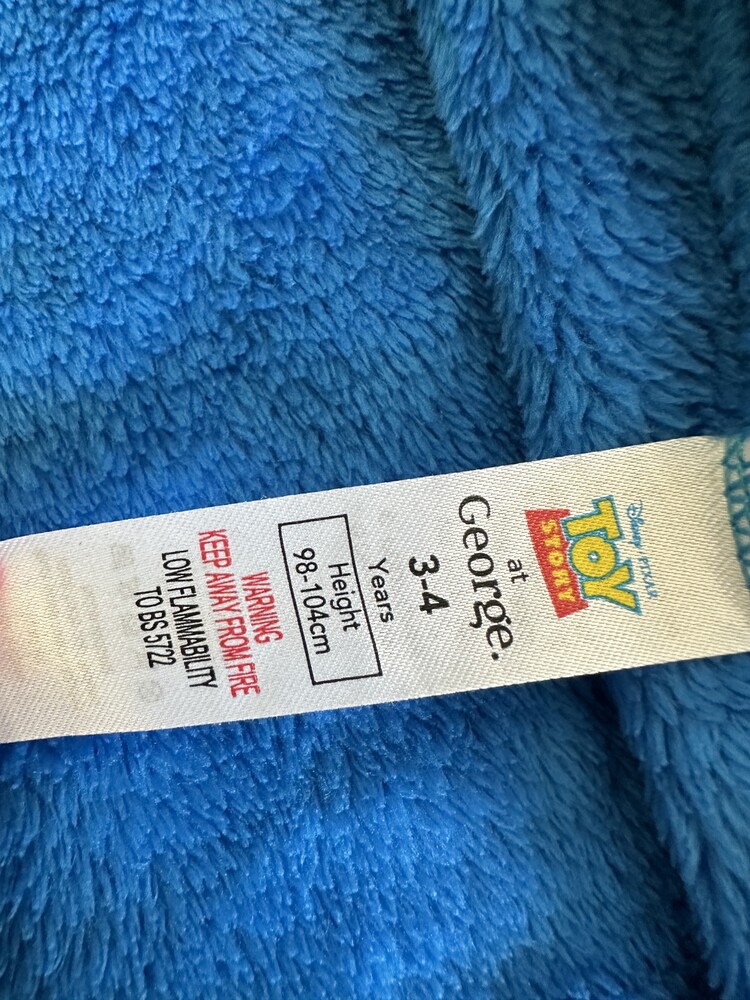 Disney · PIXAR
TOY
STORY
at
George.
3-4
Years
Height
98-104cm
WARNING
KEEP AWAY FROM FIRE
LOW FLAMMABILITY
TO BS 5722